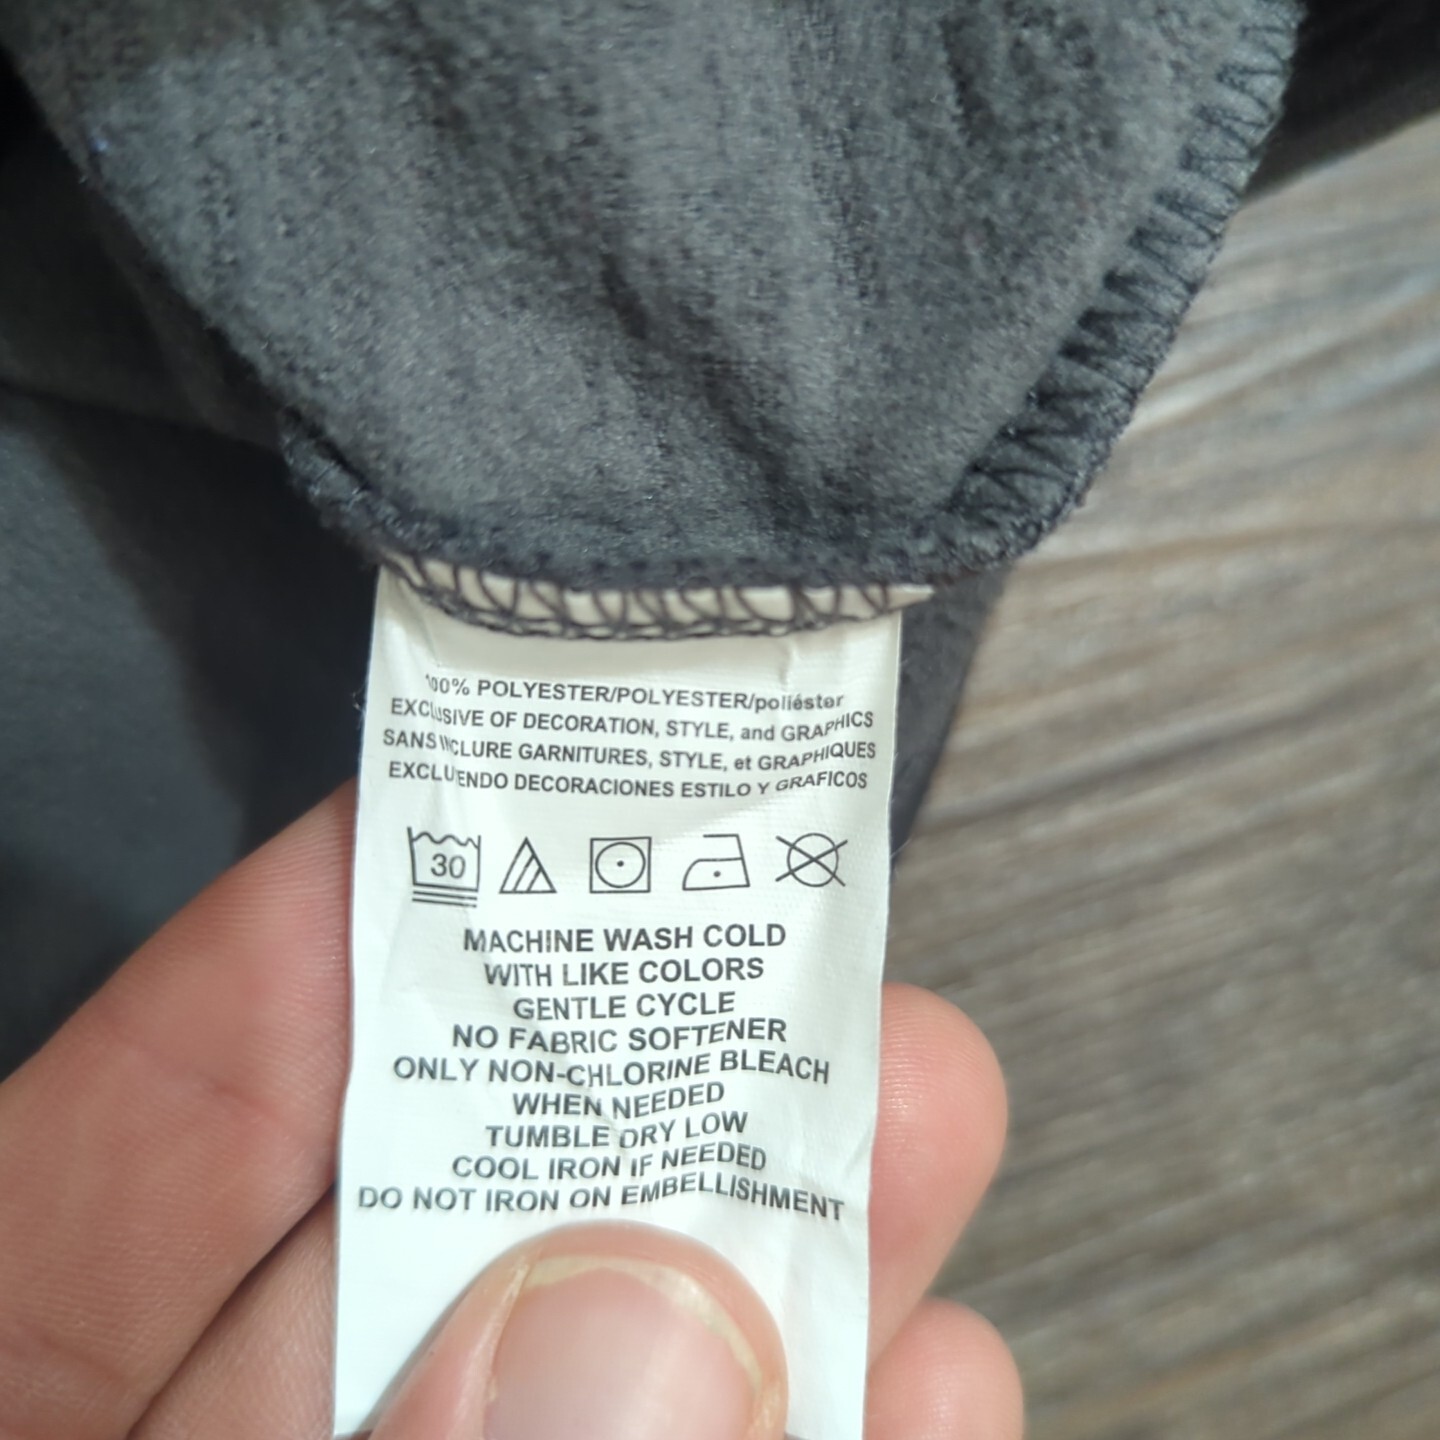 100% POLYESTER/POLYESTER/poliéster
EXCLUSIVE OF DECORATION, STYLE, and GRAPHICS
SANS INCLURE GARNITURES, STYLE, et GRAPHIQUES
EXCLUYENDO DECORACIONES ESTILO Y GRAFICOS
30
MACHINE WASH COLD
WITH LIKE COLORS
GENTLE CYCLE
NO FABRIC SOFTENER
ONLY NON-CHLORINE BLEACH
WHEN NEEDED
TUMBLE DRY LOW
COOL IRON IF NEEDED
DO NOT IRON ON EMBELLISHMENT